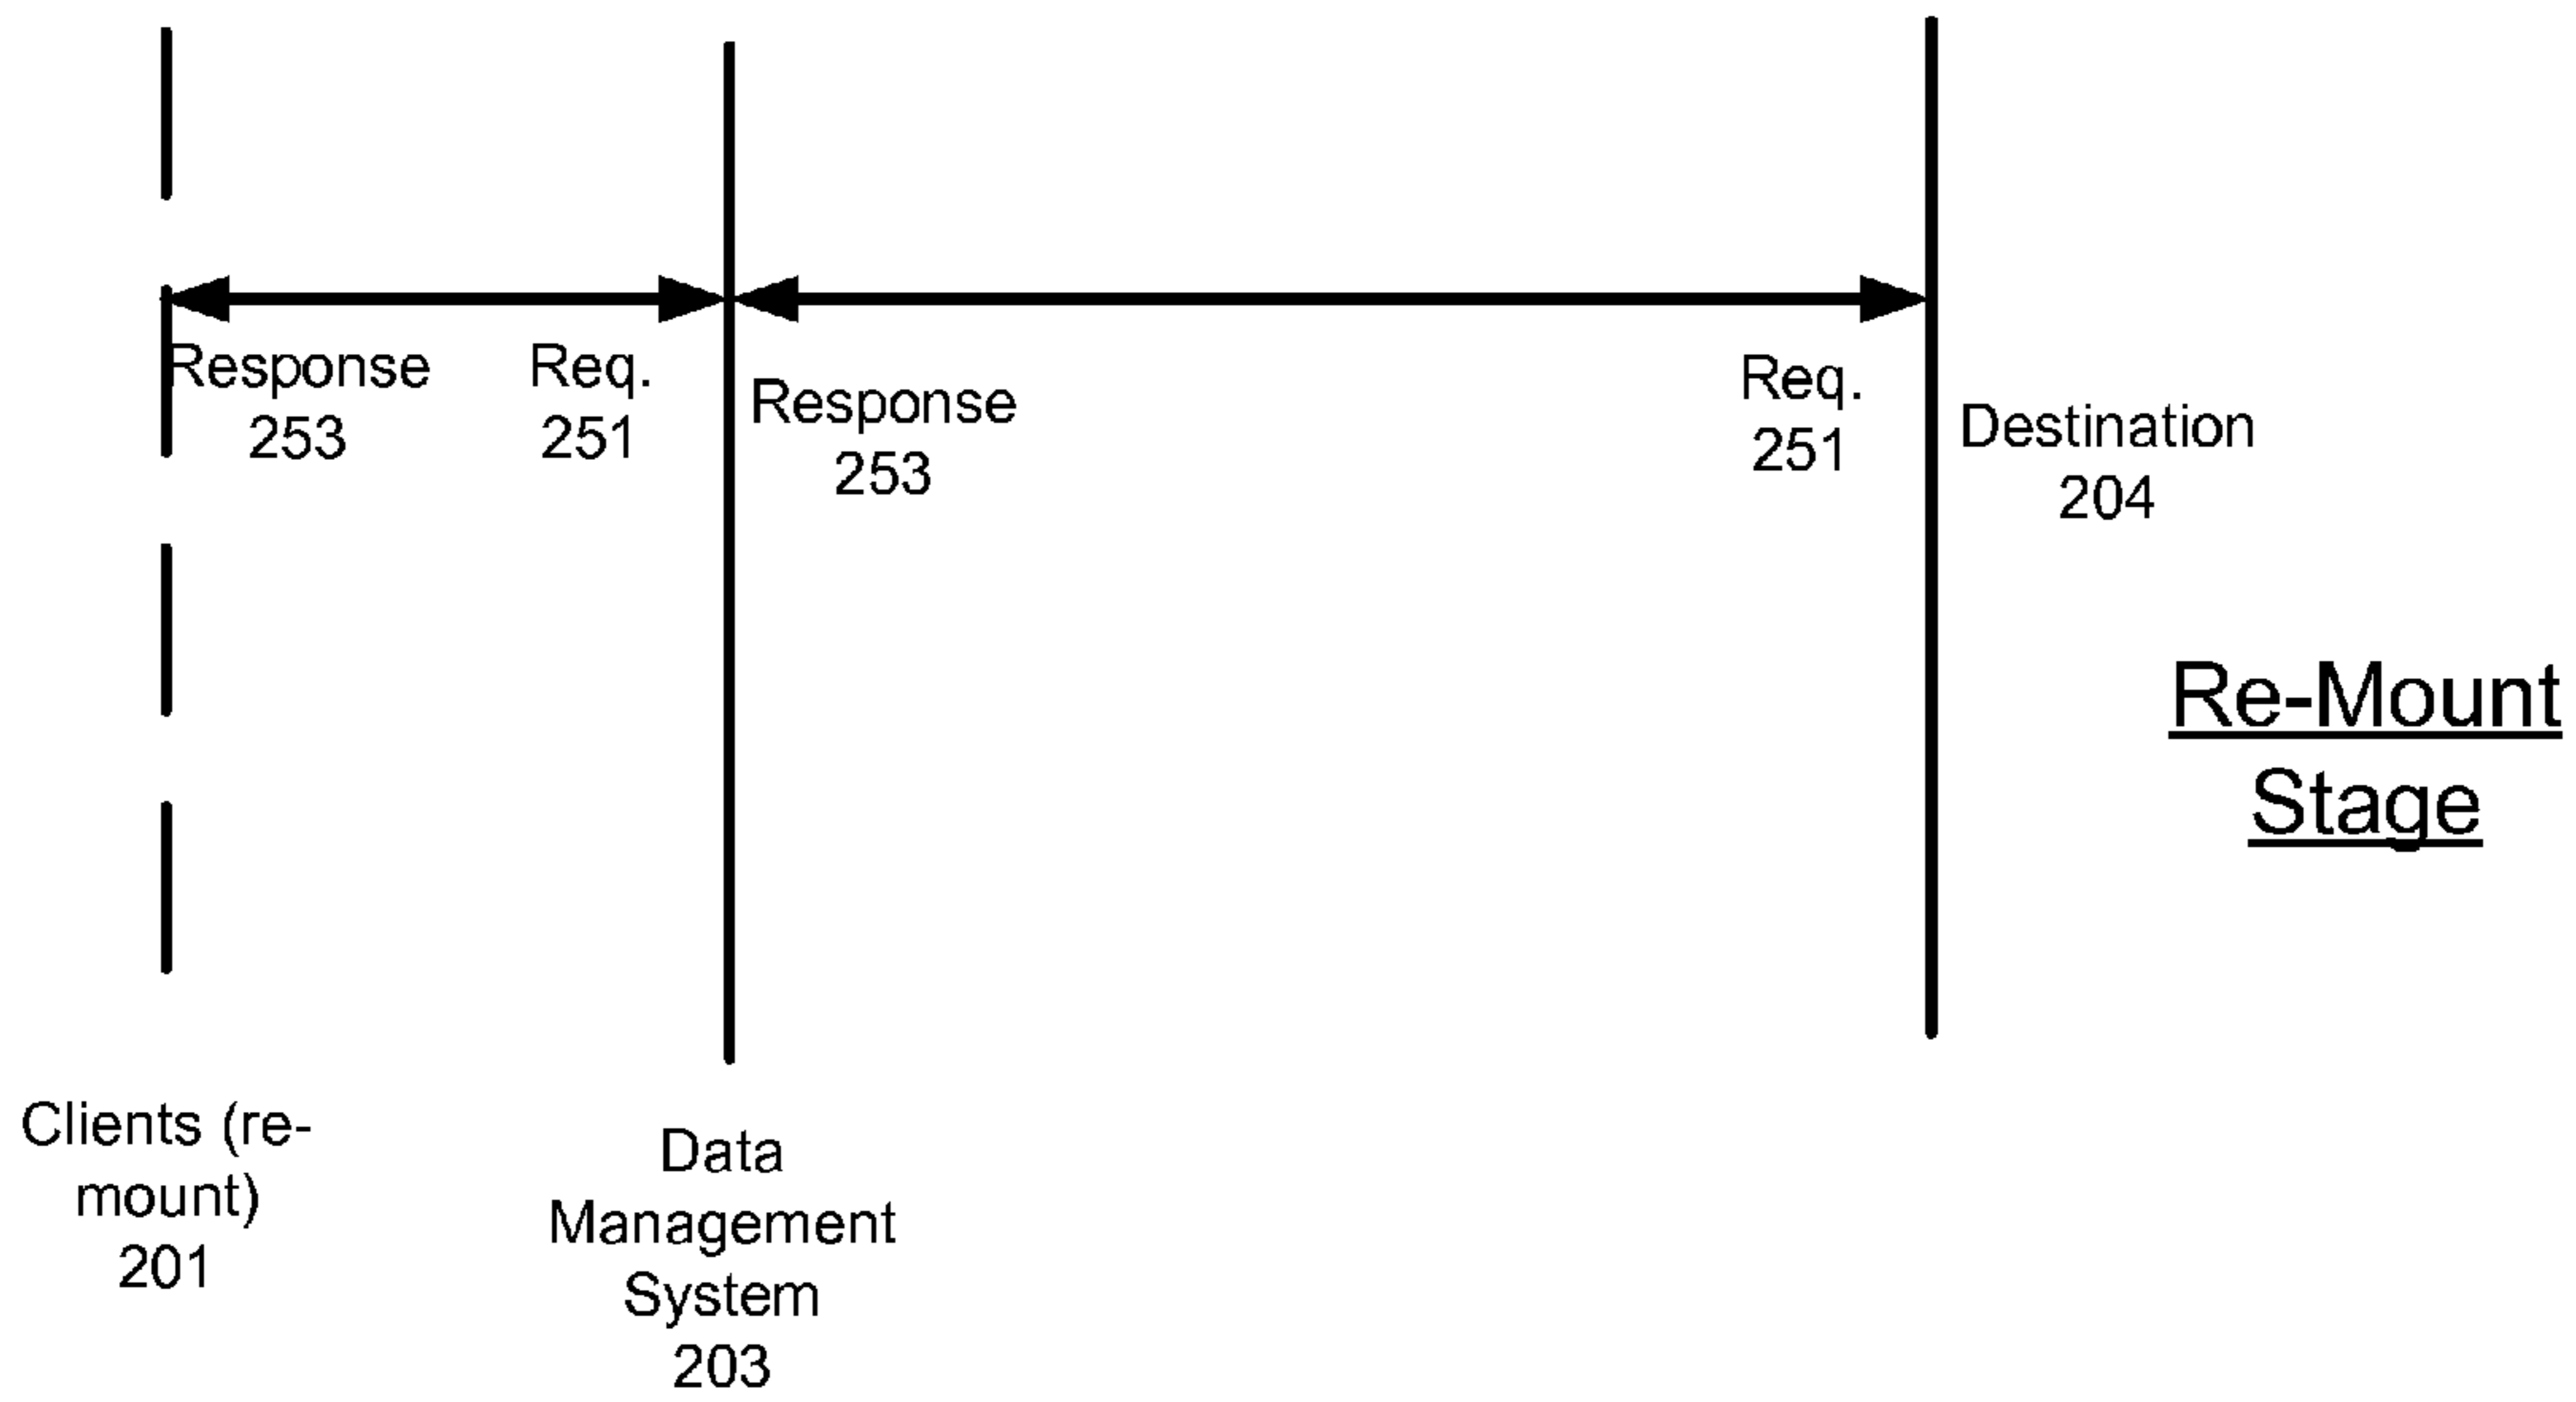 Response
253
Req.
251
Response
253
Req.
251
Destination
204
Re-Mount
Stage
Clients (re-
mount)
201
Data
Management
System
203